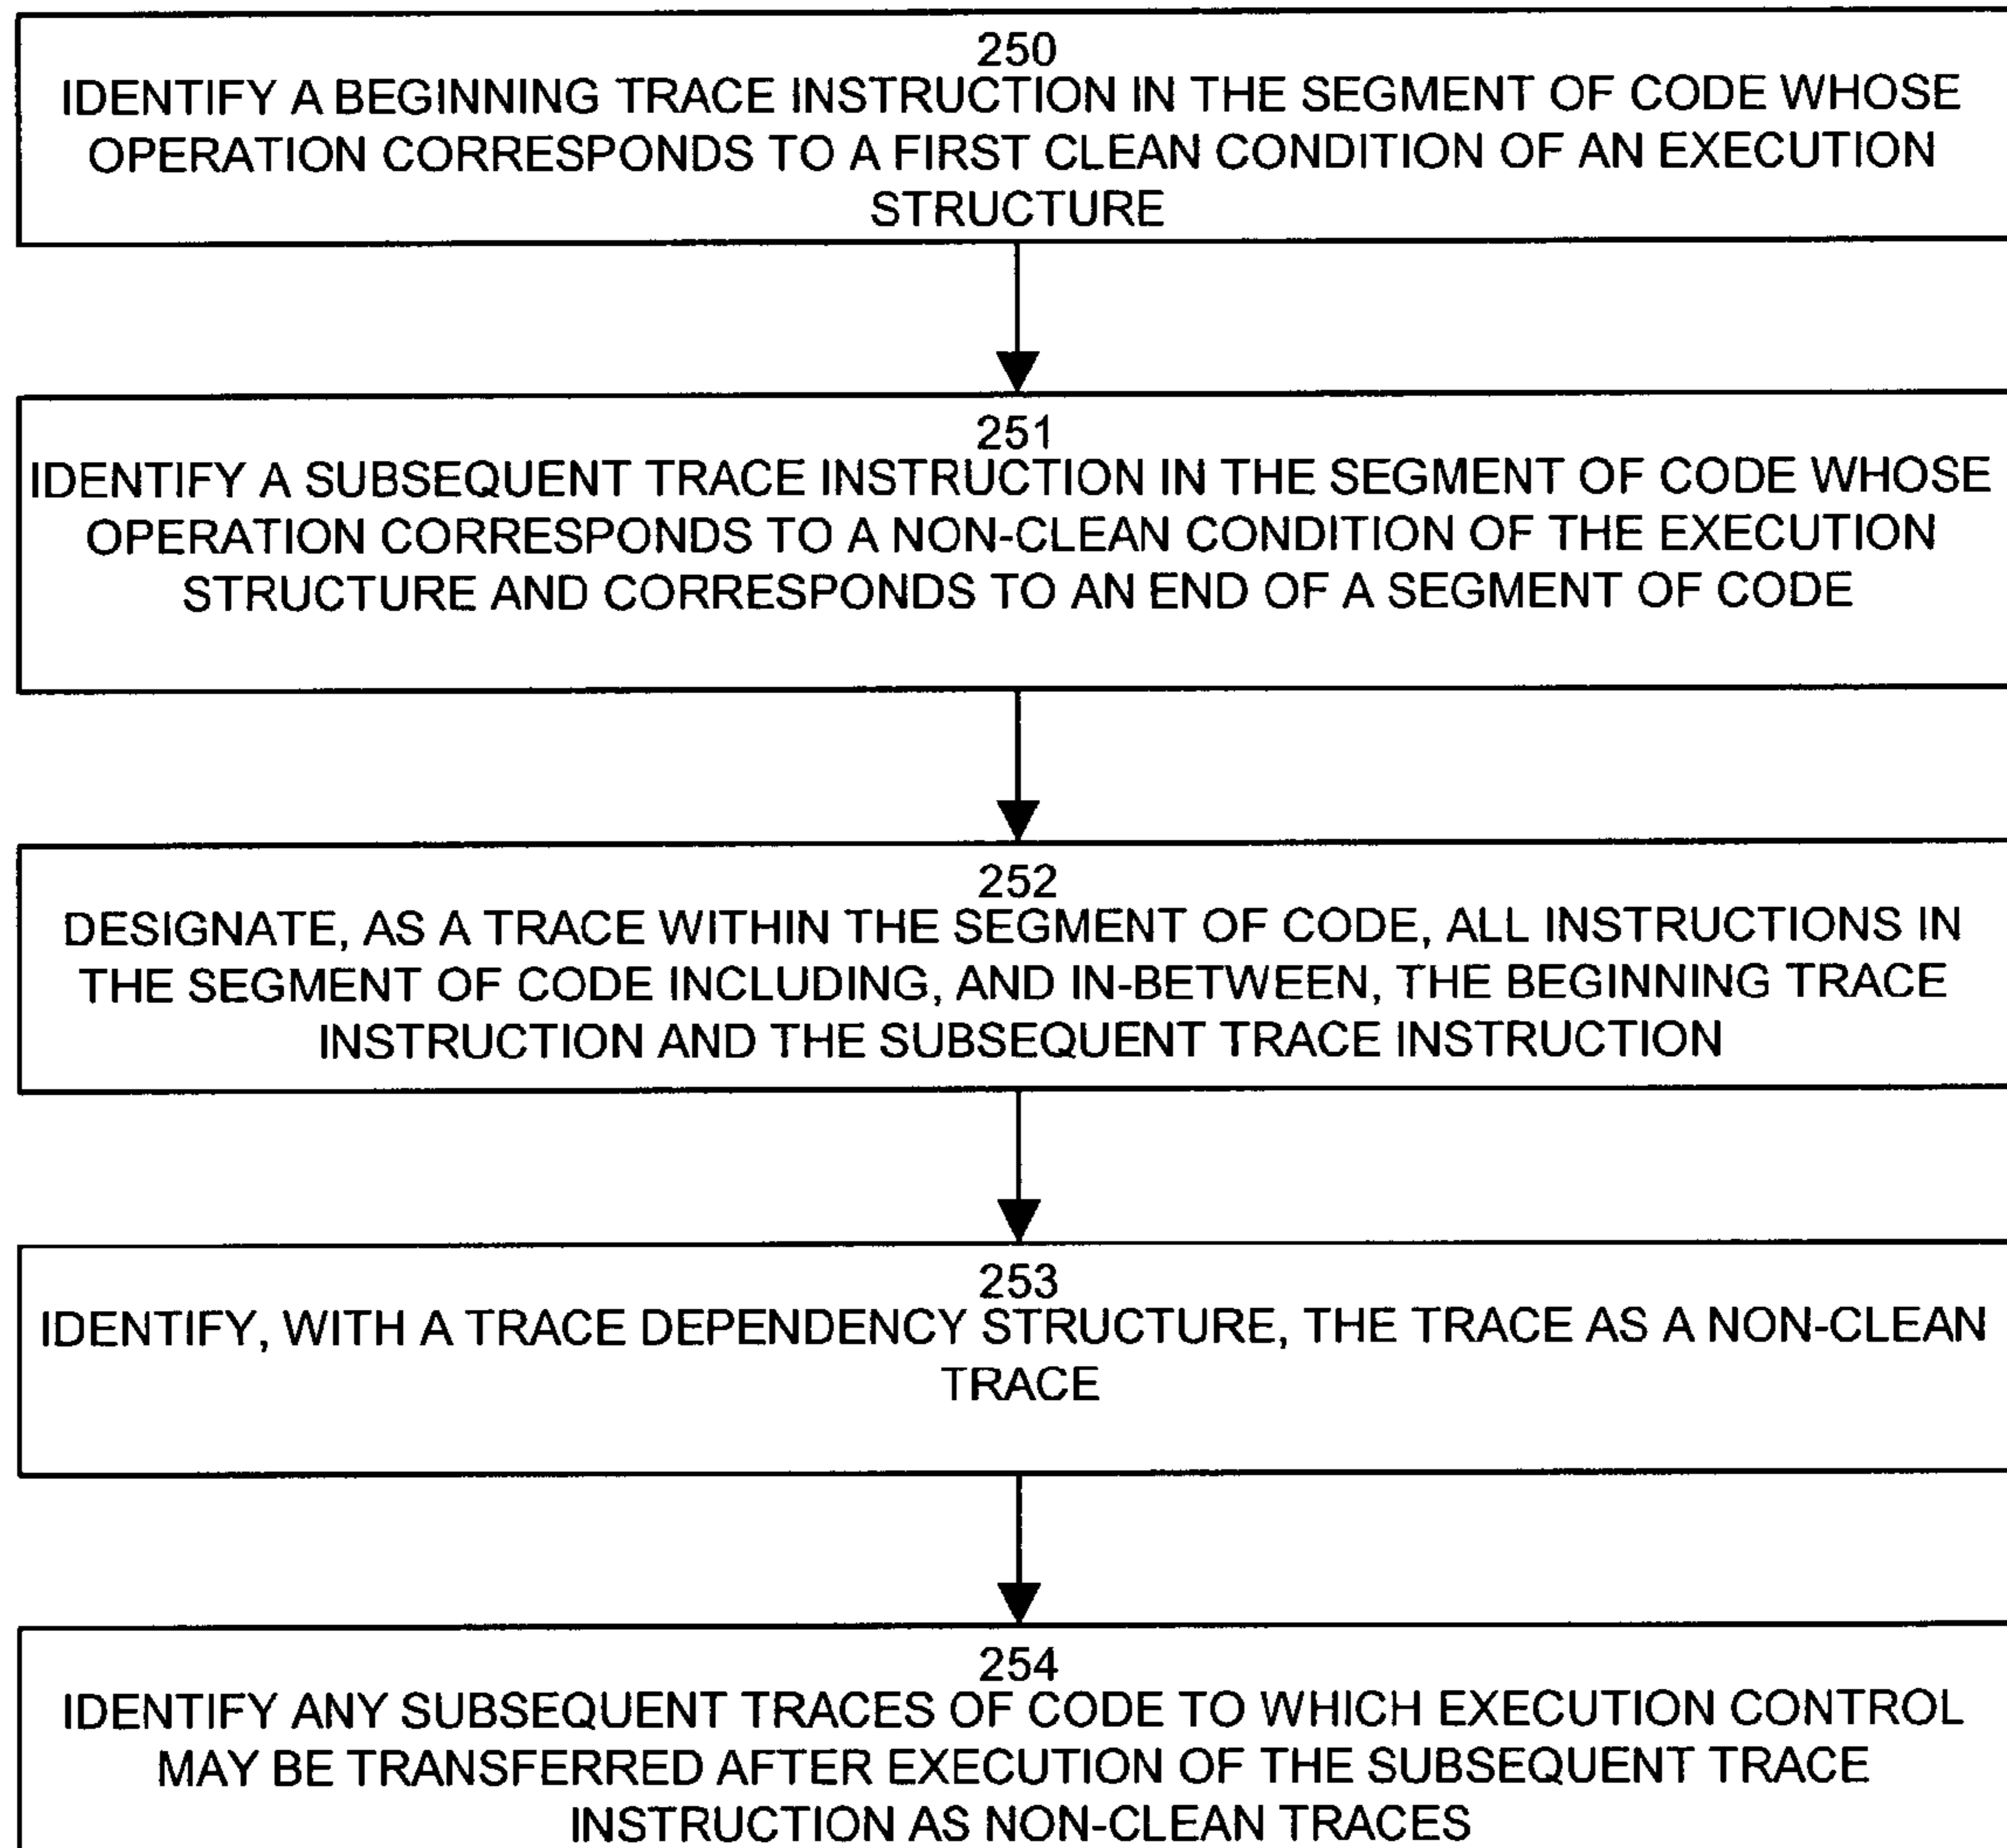 250
IDENTIFY A BEGINNING TRACE INSTRUCTION IN THE SEGMENT OF CODE WHOSE
OPERATION CORRESPONDS TO A FIRST CLEAN CONDITION OF AN EXECUTION
STRUCTURE
251
IDENTIFY A SUBSEQUENT TRACE INSTRUCTION IN THE SEGMENT OF CODE WHOSE
OPERATION CORRESPONDS TO A NON-CLEAN CONDITION OF THE EXECUTION
STRUCTURE AND CORRESPONDS TO AN END OF A SEGMENT OF CODE
252
DESIGNATE, AS A TRACE WITHIN THE SEGMENT OF CODE, ALL INSTRUCTIONS IN
THE SEGMENT OF CODE INCLUDING, AND IN-BETWEEN, THE BEGINNING TRACE
INSTRUCTION AND THE SUBSEQUENT TRACE INSTRUCTION
253
IDENTIFY, WITH A TRACE DEPENDENCY STRUCTURE, THE TRACE AS A NON-CLEAN
TRACE
254
IDENTIFY ANY SUBSEQUENT TRACES OF CODE TO WHICH EXECUTION CONTROL
MAY BE TRANSFERRED AFTER EXECUTION OF THE SUBSEQUENT TRACE
INSTRUCTION AS NON-CLEAN TRACES